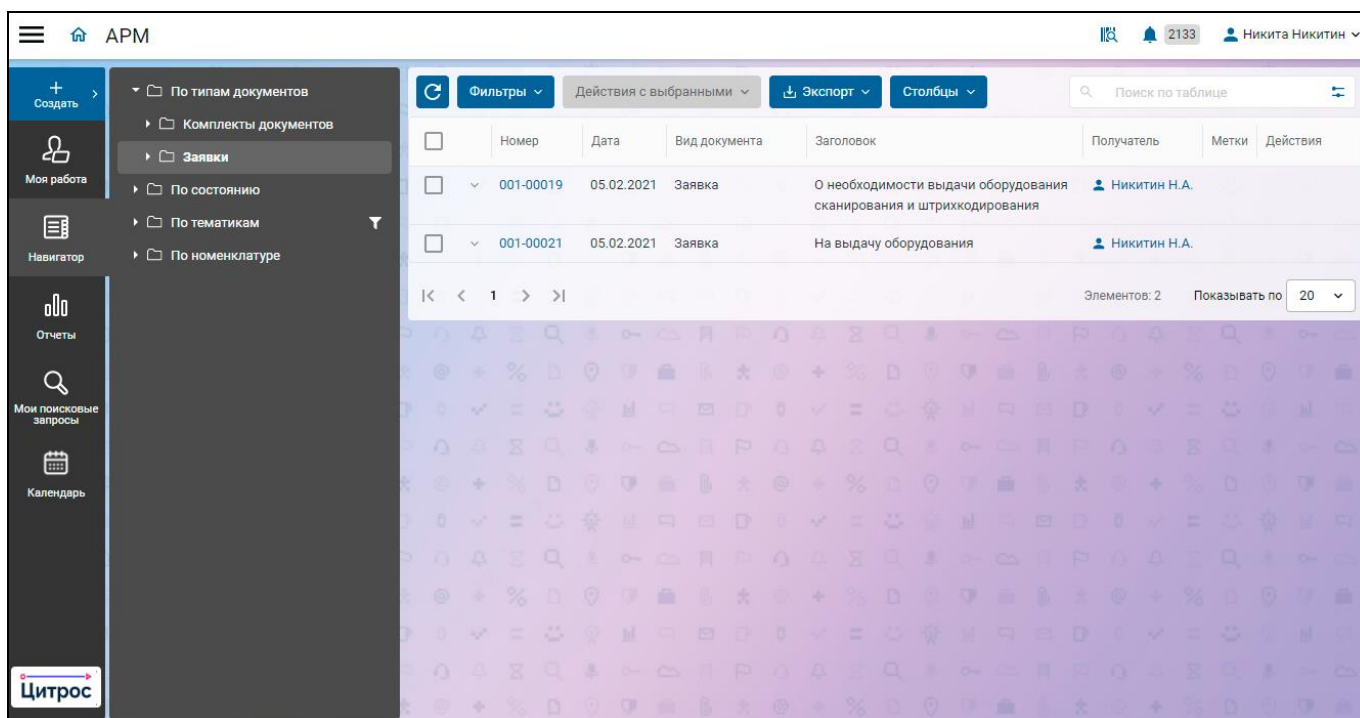 АРМ
2133
Никита Никитин
Создать
Моя работа
Навигатор
Отчеты
Мои поисковые
запросы
Календарь
Цитрос
По типам документов
Комплекты документов
Заявки
По состоянию
По тематикам
По номенклатуре
Фильтры
Действия с выбранными
Экспорт
Столбцы
Поиск по таблице
Номер Дата Вид документа Заголовок Получатель Метки Действия
001-00019 05.02.2021 Заявка О необходимости выдачи оборудования Никитин Н.А.
сканирования и штрихкодирования
001-00021 05.02.2021 Заявка На выдачу оборудования Никитин Н.А.
1
Элементов: 2
Показывать по 20